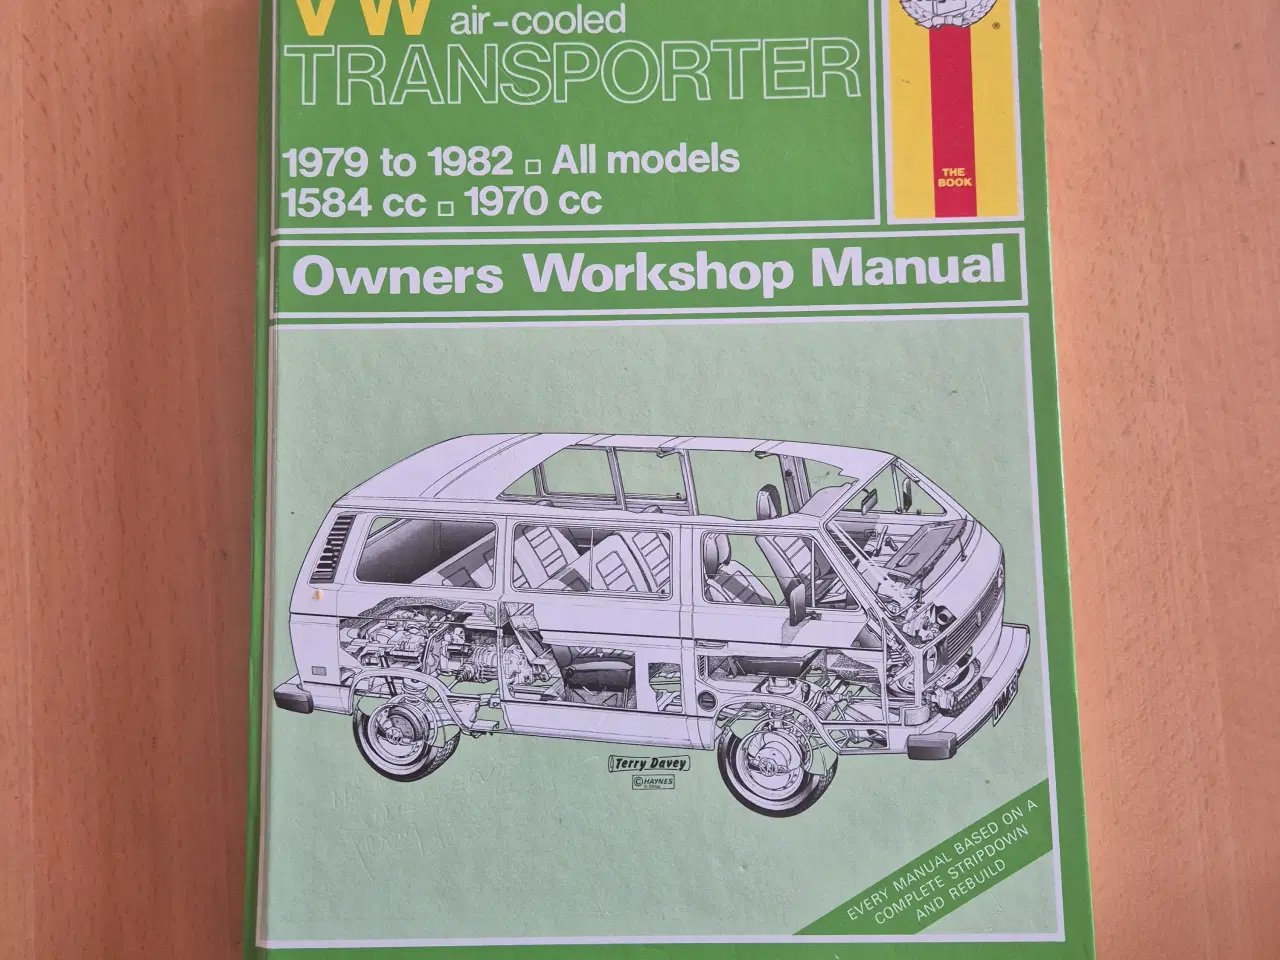 VW air-cooled
TRANSPORTER
1979 to 1982 □ All models
1584 cc □ 1970 cc
THE
BOOK
®
Owners Workshop Manual
Terry Davey
© HAYNES
EVERY MANUAL BASED ON A
COMPLETE STRIPDOWN
AND REBUILD